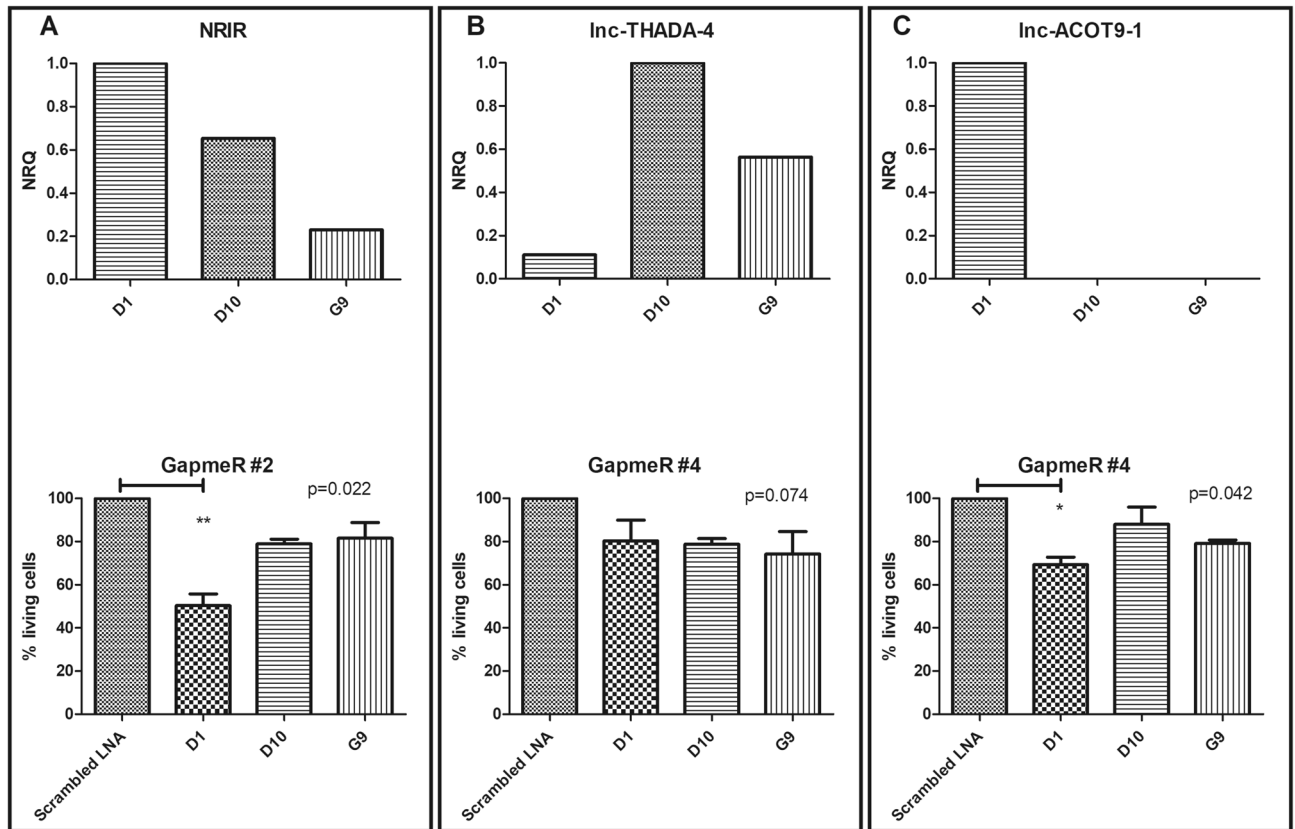 A
NRIR
NRQ
1.0
0.8
0.6
0.4
0.2
0.0
D1
D10
G9
GapmeR #2
p=0.022
**
% living cells
100
80
60
40
20
0
Scrambled LNA
D1
D10
G9
B
lnc-THADA-4
NRQ
1.0
0.8
0.6
0.4
0.2
0.0
D1
D10
G9
GapmeR #4
p=0.074
% living cells
100
80
60
40
20
0
Scrambled LNA
D1
D10
G9
C
lnc-ACOT9-1
NRQ
1.0
0.8
0.6
0.4
0.2
0.0
D1
D10
G9
GapmeR #4
p=0.042
*
% living cells
100
80
60
40
20
0
Scrambled LNA
D1
D10
G9